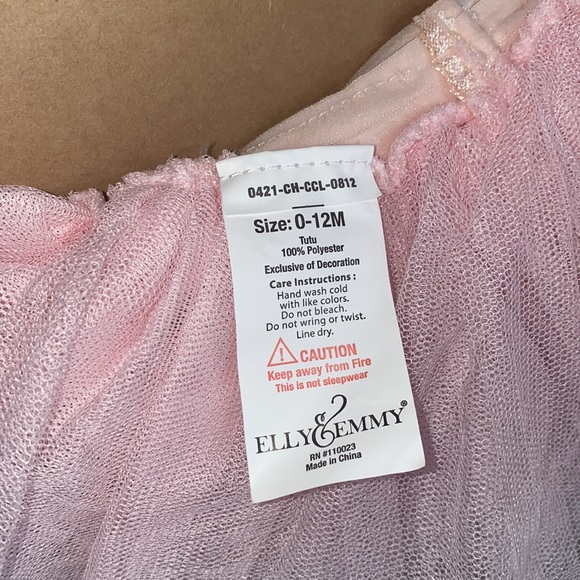 0421-CH-CCL-0812
Size: 0-12M
Tutu
100% Polyester
Exclusive of Decoration
Care Instructions :
Hand wash cold
with like colors.
Do not bleach.
Do not wring or twist.
Line dry.
CAUTION
Keep away from Fire
This is not sleepwear
ELLY & EMMY®
RN #110023
Made in China